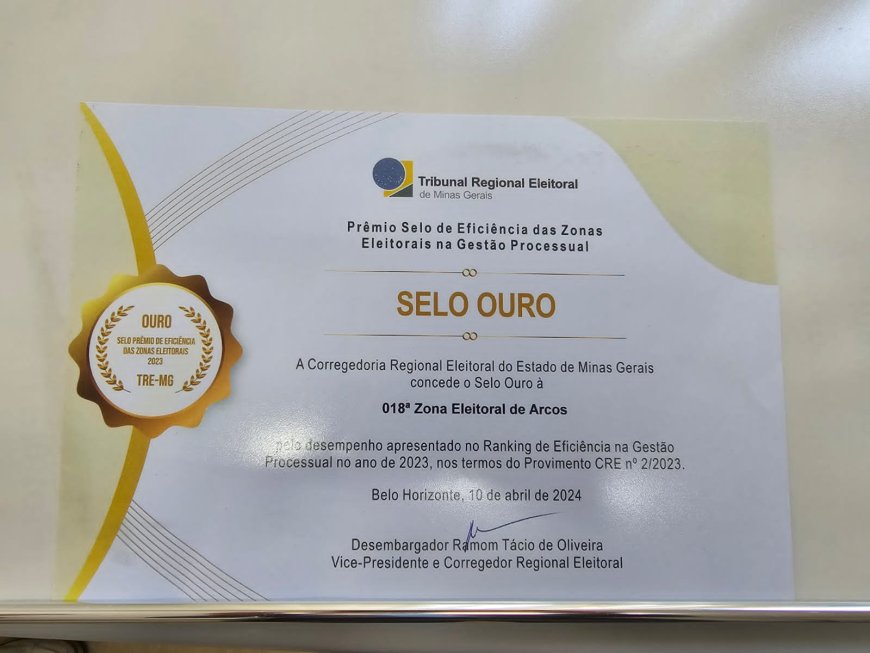 Tribunal Regional Eleitoral
de Minas Gerais
Prêmio Selo de Eficiência das Zonas
Eleitorais na Gestão Processual
SELO OURO
OURO
SELO PRÊMIO DE EFICIÊNCIA
DAS ZONAS ELEITORAIS
2023
TRE-MG
A Corregedoria Regional Eleitoral do Estado de Minas Gerais
concede o Selo Ouro à
018ª Zona Eleitoral de Arcos
pelo desempenho apresentado no Ranking de Eficiência na Gestão
Processual no ano de 2023, nos termos do Provimento CRE nº 2/2023.
Belo Horizonte, 10 de abril de 2024
Desembargador Ramom Tácio de Oliveira
Vice-Presidente e Corregedor Regional Eleitoral